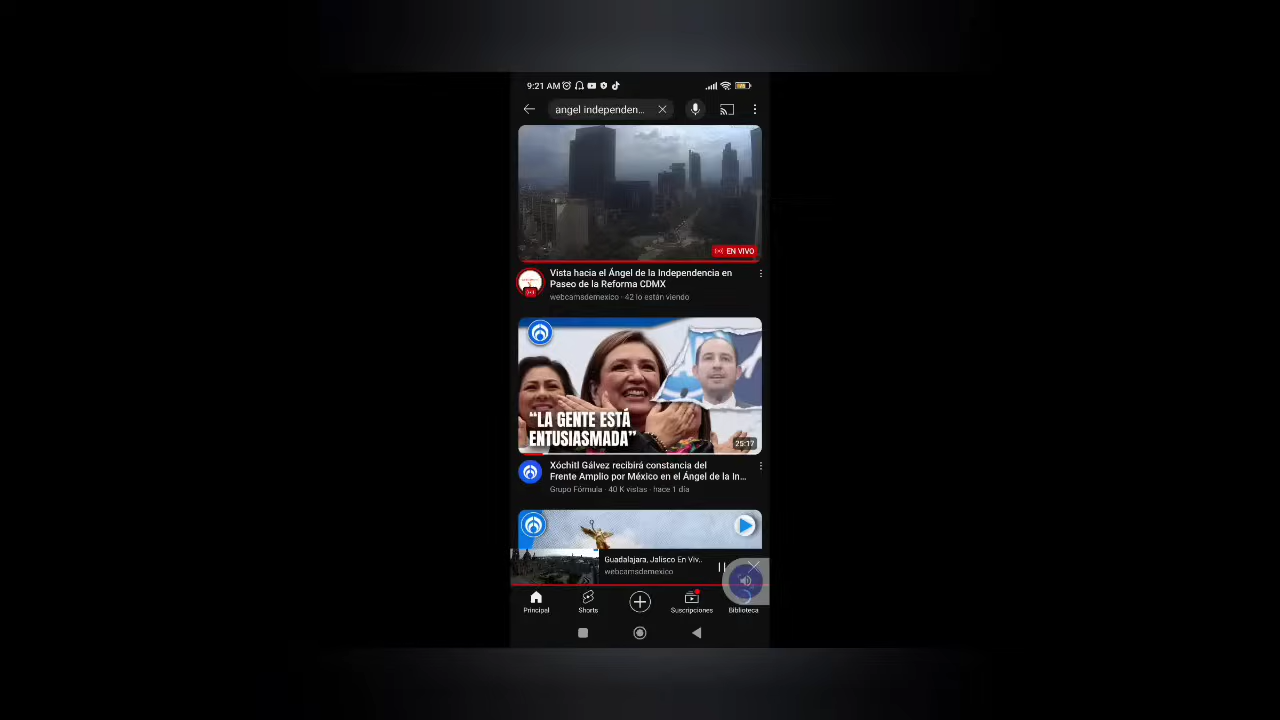 9:21 AM
angel independen...
EN VIVO
Vista hacia el Ángel de la Independencia en
Paseo de la Reforma CDMX
webcamsdemexico · 42 lo están viendo
“LA GENTE ESTÁ
ENTUSIASMADA”
25:17
Xóchitl Gálvez recibirá constancia del
Frente Amplio por México en el Ángel de la In...
Grupo Fórmula · 40 K vistas · hace 1 día
Guadalajara, Jalisco En Viv..
webcamsdemexico
Principal
Shorts
Suscripciones
Biblioteca